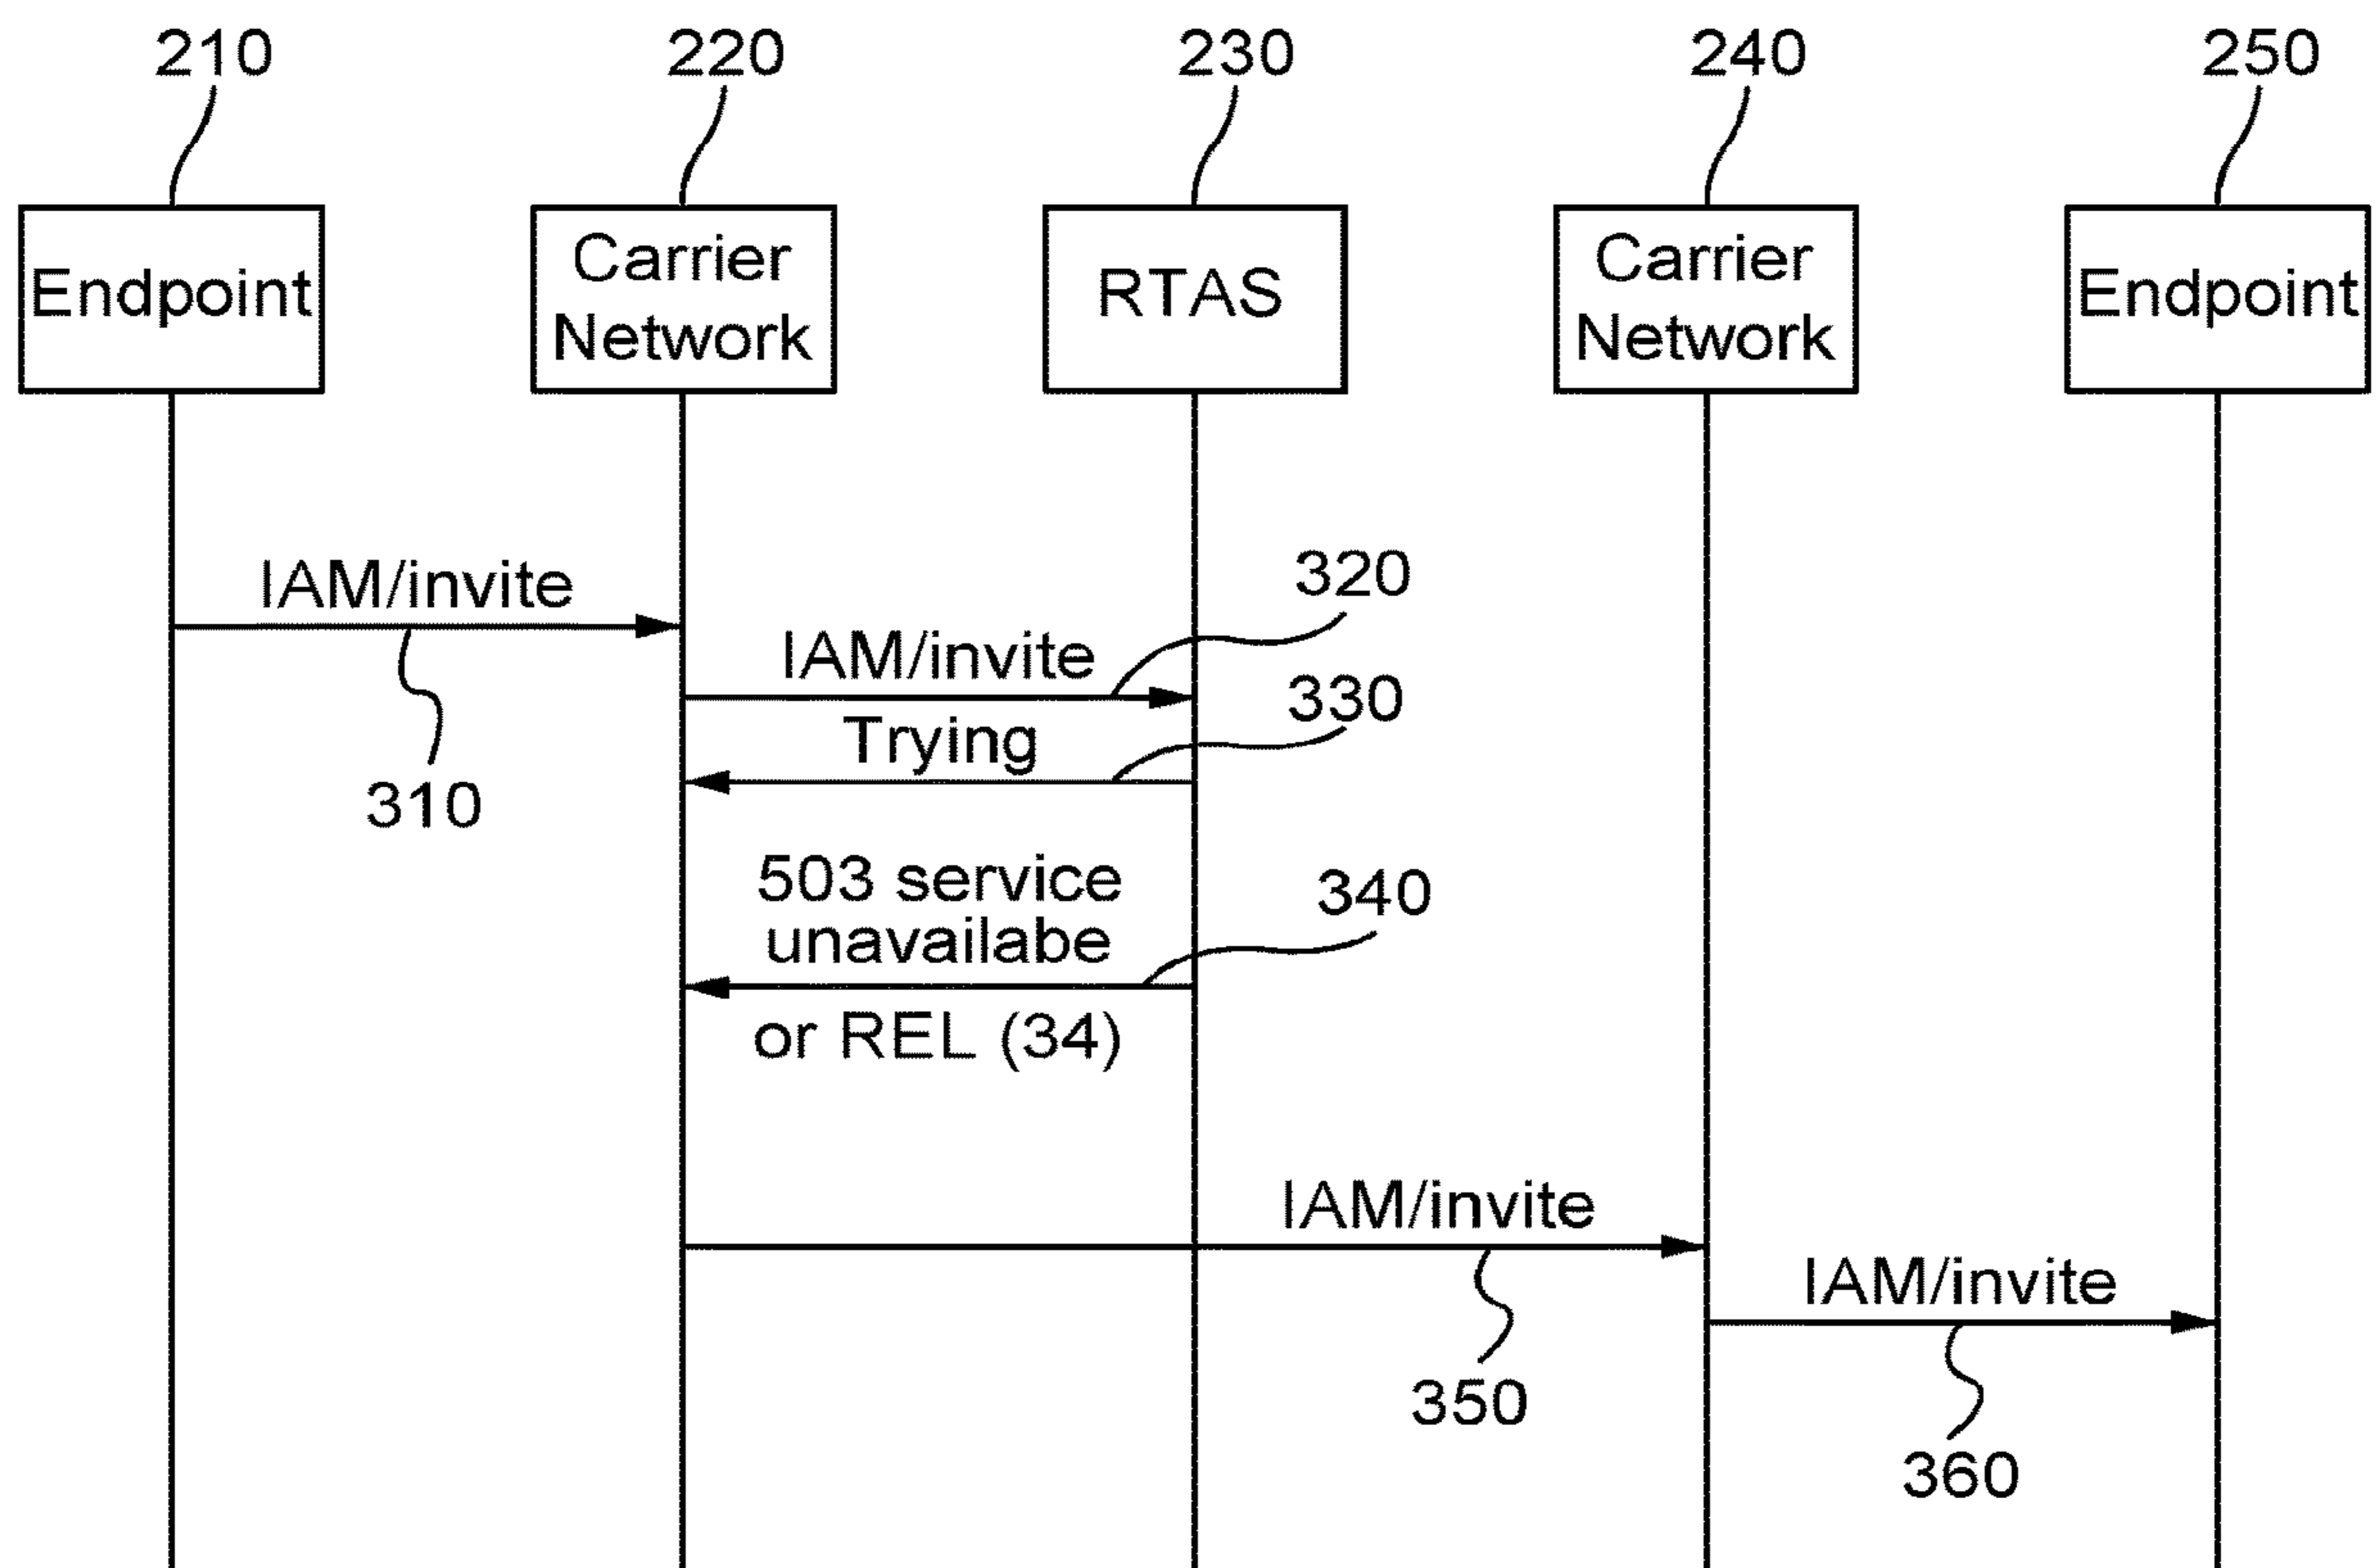 210
220
230
240
250
Endpoint
Carrier
Network
RTAS
Carrier
Network
Endpoint
IAM/invite
310
IAM/invite
320
Trying
330
503 service
unavailabe
340
or REL (34)
IAM/invite
350
IAM/invite
360